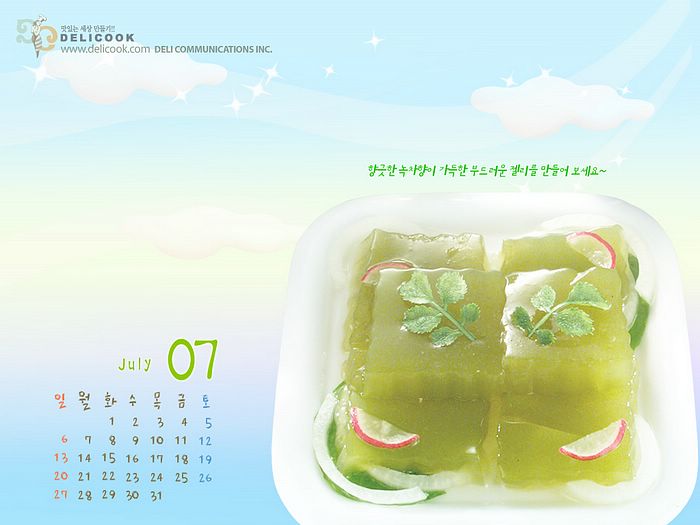 맛있는 세상 만들기!!
DELICOOK
www.delicook.com DELI COMMUNICATIONS INC.
향긋한 녹차향이 가득한 부드러운 젤리를 만들어 보세요~
July 07
일 월 화 수 목 금 토
1 2 3 4 5
6 7 8 9 10 11 12
13 14 15 16 17 18 19
20 21 22 23 24 25 26
27 28 29 30 31